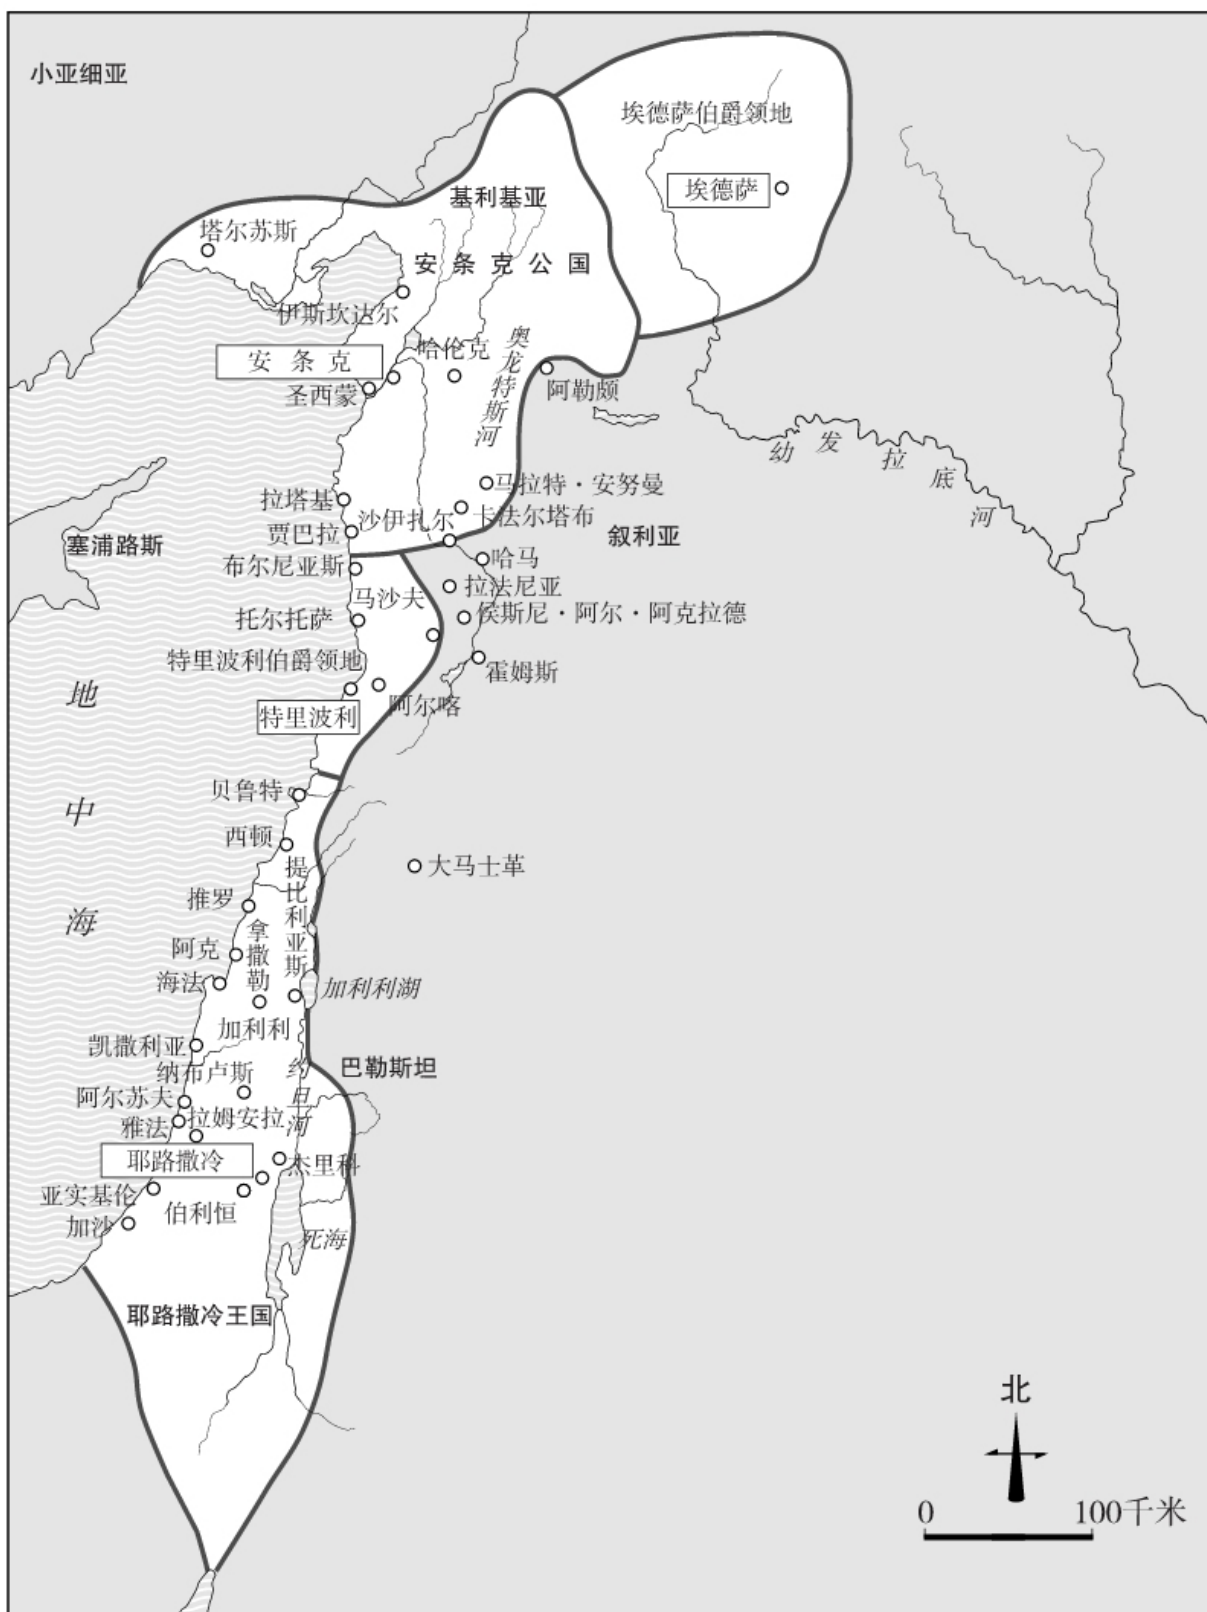 小亚细亚
埃德萨伯爵领地
埃德萨
基利基亚
塔尔苏斯
安条克公国
伊斯坎达尔
安条克
哈伦克
奥龙特斯河
阿勒颇
圣西蒙
幼发拉底河
马拉特·安努曼
拉塔基
沙伊扎尔
卡法尔塔布
贾巴拉
叙利亚
塞浦路斯
哈马
布尔尼亚斯
拉法尼亚
马沙夫
侯斯尼·阿尔·阿克拉德
托尔托萨
特里波利伯爵领地
霍姆斯
地中海
阿尔喀
特里波利
贝鲁特
西顿
提比利亚斯
大马士革
推罗
拿撒勒
阿克
海法
加利利湖
加利利
凯撒利亚
纳布卢斯
约旦河
巴勒斯坦
阿尔苏夫
雅法
拉姆安拉
耶路撒冷
杰里科
亚实基伦
伯利恒
加沙
死海
耶路撒冷王国
北
0 100千米